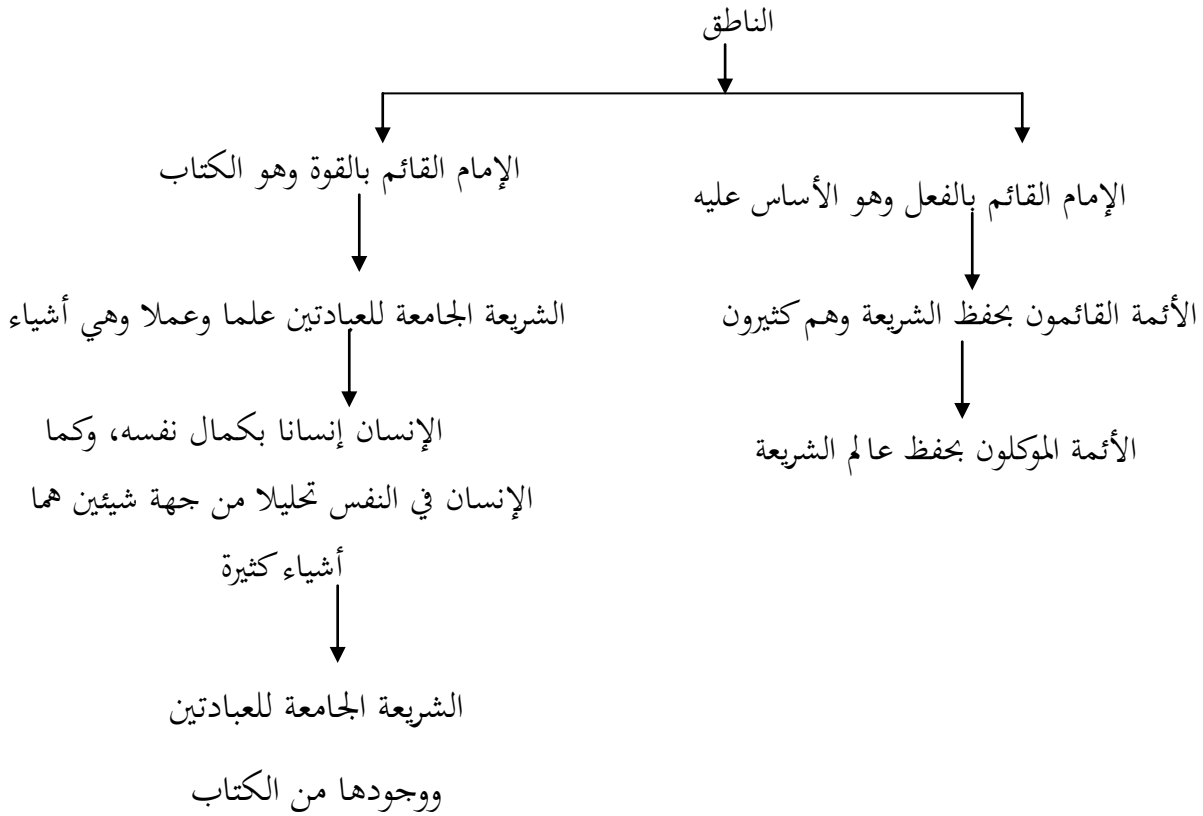 الناطق
الإمام القائم بالفعل وهو الأساس عليه
الأئمة القائمون بحفظ الشريعة وهم كثيرون
الأئمة الموكلون بحفظ عالم الشريعة
الإمام القائم بالقوة وهو الكتاب
الشريعة الجامعة للعبادتين علما وعملا وهي أشياء
الإنسان إنسانا بكمال نفسه، وكما
الإنسان في النفس تحليلا من جهة شيئين هما
أشياء كثيرة
الشريعة الجامعة للعبادتين
ووجودها من الكتاب